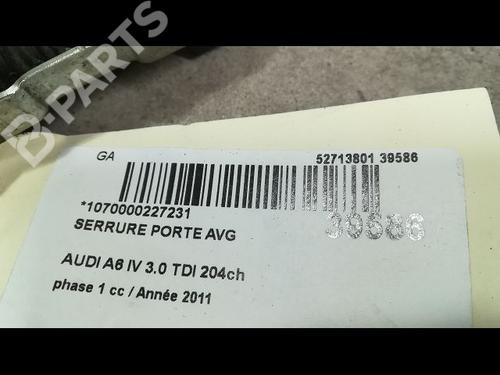 B-PARTS
GA
52713801 39586
*1070000227231
39586
SERRURE PORTE AVG
AUDI A6 IV 3.0 TDI 204ch
phase 1 cc / Année 2011